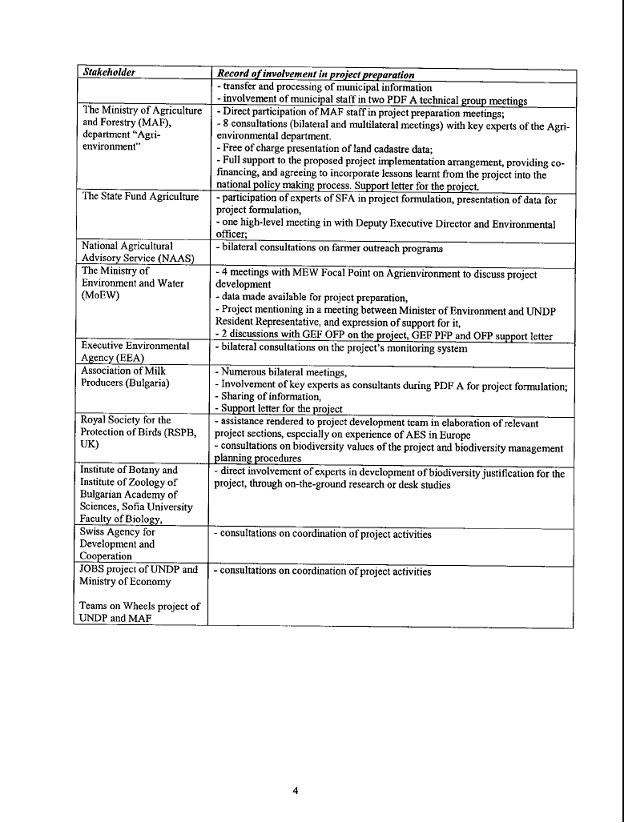 Stakeholder
Record of involvement in project preparation
- transfer and processing of municipal information
- involvement of municipal staff in two PDF A technical group meetings
The Ministry of Agriculture
and Forestry (MAF),
department "Agri-
environment"
- Direct participation of MAF staff in project preparation meetings;
- 8 consultations (bilateral and multilateral meetings) with key experts of the Agri-
environmental department.
- Free of charge presentation of land cadastre data;
- Full support to the proposed project implementation arrangement, providing co-
financing, and agreeing to incorporate lessons learnt from the project into the
national policy making process. Support letter for the project.
The State Fund Agriculture
- participation of experts of SFA in project formulation, presentation of data for
project formulation,
- one high-level meeting in with Deputy Executive Director and Environmental
officer;
National Agricultural
Advisory Service (NAAS)
- bilateral consultations on farmer outreach programs
The Ministry of
Environment and Water
(MoEW)
- 4 meetings with MEW Focal Point on Agrienvironment to discuss project
development
- data made available for project preparation,
- Project mentioning in a meeting between Minister of Environment and UNDP
Resident Representative, and expression of support for it,
- 2 discussions with GEF OFP on the project, GEF PFP and OFP support letter
Executive Environmental
Agency (EEA)
- bilateral consultations on the project's monitoring system
Association of Milk
Producers (Bulgaria)
- Numerous bilateral meetings,
- Involvement of key experts as consultants during PDF A for project formulation;
- Sharing of information,
- Support letter for the project
Royal Society for the
Protection of Birds (RSPB,
UK)
- assistance rendered to project development team in elaboration of relevant
project sections, especially on experience of AES in Europe
- consultations on biodiversity values of the project and biodiversity management
planning procedures
Institute of Botany and
Institute of Zoology of
Bulgarian Academy of
Sciences, Sofia University
Faculty of Biology,
- direct involvement of experts in development of biodiversity justification for the
project, through on-the-ground research or desk studies
Swiss Agency for
Development and
Cooperation
- consultations on coordination of project activities
JOBS project of UNDP and
Ministry of Economy
- consultations on coordination of project activities
Teams on Wheels project of
UNDP and MAF
4